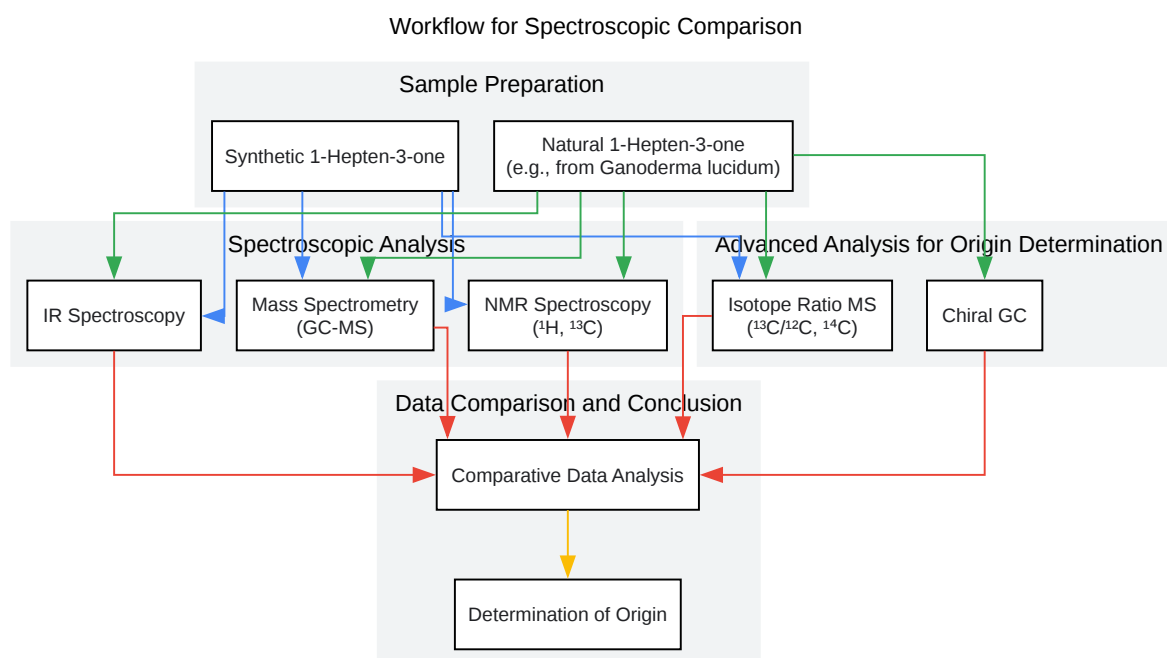 Workflow for Spectroscopic Comparison
Sample Preparation
Synthetic 1-Hepten-3-one
Natural 1-Hepten-3-one
(e.g., from Ganoderma lucidum)
Spectroscopic Analysis
Advanced Analysis for Origin Determination
IR Spectroscopy
Mass Spectrometry
(GC-MS)
NMR Spectroscopy
(¹H, ¹³C)
Isotope Ratio MS
(¹³C/¹²C, ¹⁴C)
Chiral GC
Data Comparison and Conclusion
Comparative Data Analysis
Determination of Origin